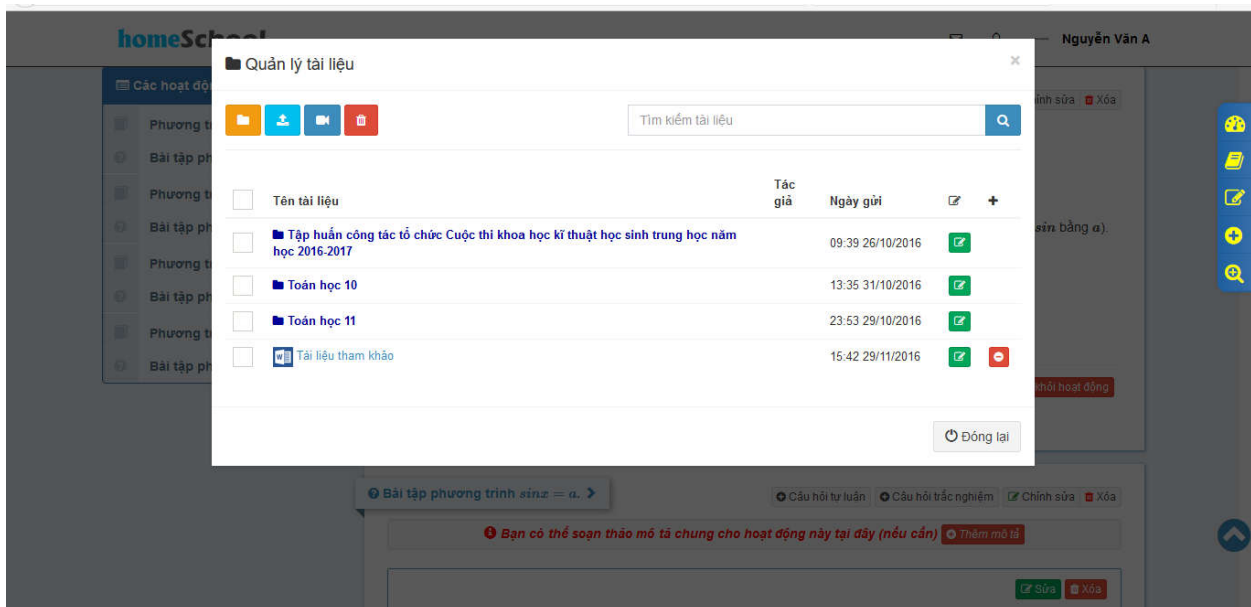 homeSchool
Nguyễn Văn A
Quản lý tài liệu
×
Các hoạt độ
Chỉnh sửa Xóa
Tìm kiếm tài liệu
Phương tr
Bài tập ph
Phương tr
Bài tập ph
Phương tr
Bài tập ph
Phương tr
Bài tập ph
Tên tài liệu
Tác
giả
Ngày gửi
Tập huấn công tác tổ chức Cuộc thi khoa học kĩ thuật học sinh trung học năm
học 2016-2017
09:39 26/10/2016
sin bằng a).
Toán học 10
13:35 31/10/2016
Toán học 11
23:53 29/10/2016
Tài liệu tham khảo
15:42 29/11/2016
khỏi hoạt động
Đóng lại
Bài tập phương trình sinx = a.
Câu hỏi tự luận Câu hỏi trắc nghiệm Chỉnh sửa Xóa
Bạn có thể soạn thảo mô tả chung cho hoạt động này tại đây (nếu cần) Thêm mô tả
Sửa Xóa